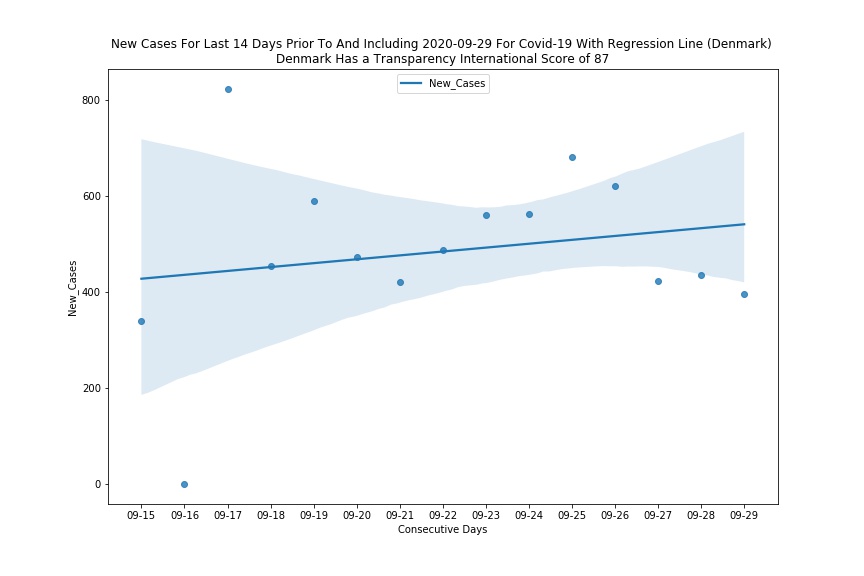 New Cases For Last 14 Days Prior To And Including 2020-09-29 For Covid-19 With Regression Line (Denmark)
Denmark Has a Transparency International Score of 87
New_Cases
800
600
400
200
0
New_Cases
09-15 09-16 09-17 09-18 09-19 09-20 09-21 09-22 09-23 09-24 09-25 09-26 09-27 09-28 09-29
Consecutive Days